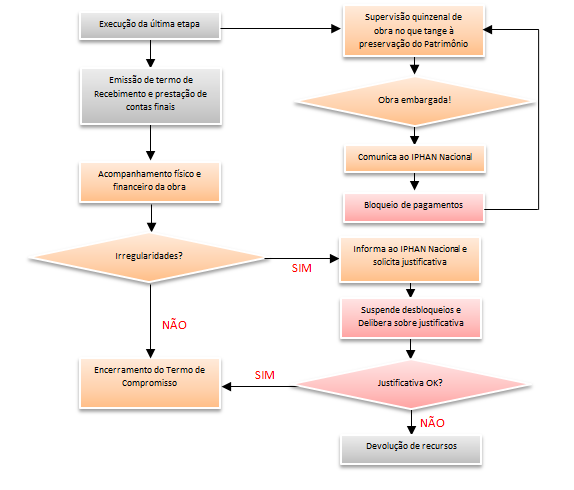 Execução da última etapa
Supervisão quinzenal de
obra no que tange à
preservação do Patrimônio
Emissão de termo de
Recebimento e prestação de
contas finais
Obra embargada!
Comunica ao IPHAN Nacional
Acompanhamento físico e
financeiro da obra
Bloqueio de pagamentos
Irregularidades?
SIM
Informa ao IPHAN Nacional e
solicita justificativa
NÃO
Suspende desbloqueios e
Delibera sobre justificativa
Encerramento do Termo de
Compromisso
SIM
Justificativa OK?
NÃO
Devolução de recursos